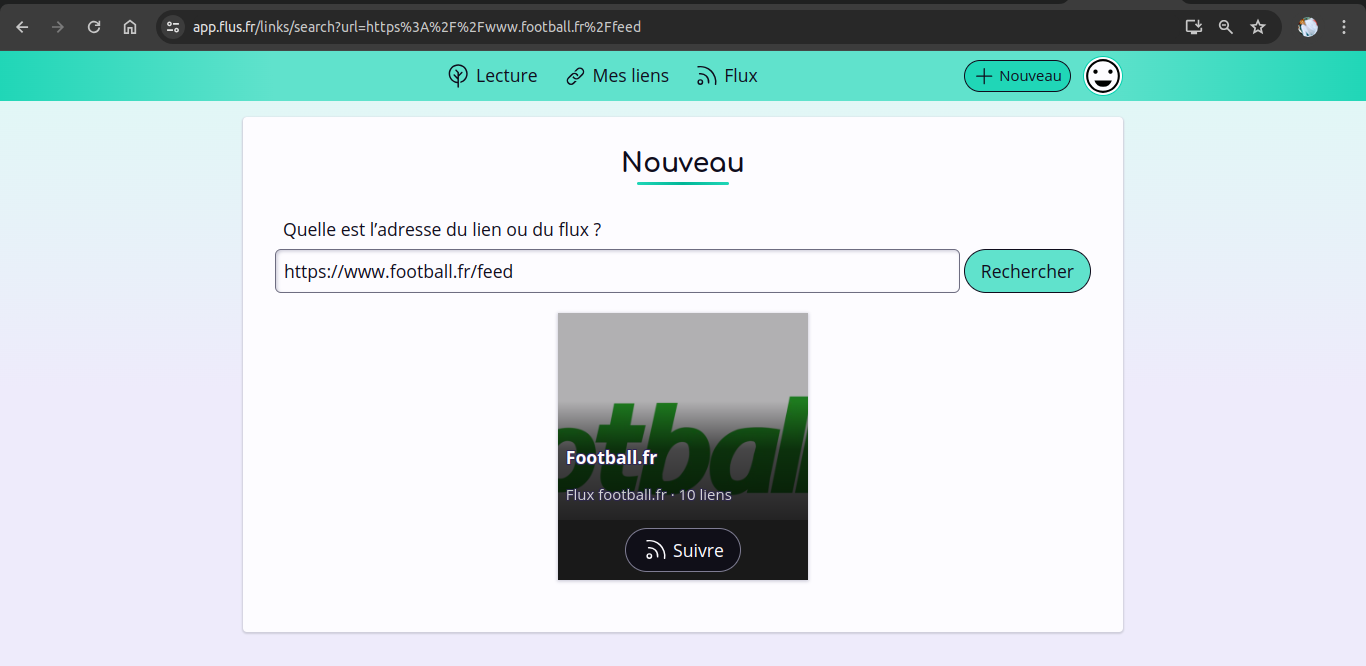 app.flus.fr/links/search?url=https%3A%2F%2Fwww.football.fr%2Ffeed
Lecture
Mes liens
Flux
Nouveau
Nouveau
Quelle est l’adresse du lien ou du flux ?
https://www.football.fr/feed
Rechercher
otball
Football.fr
Flux football.fr · 10 liens
Suivre